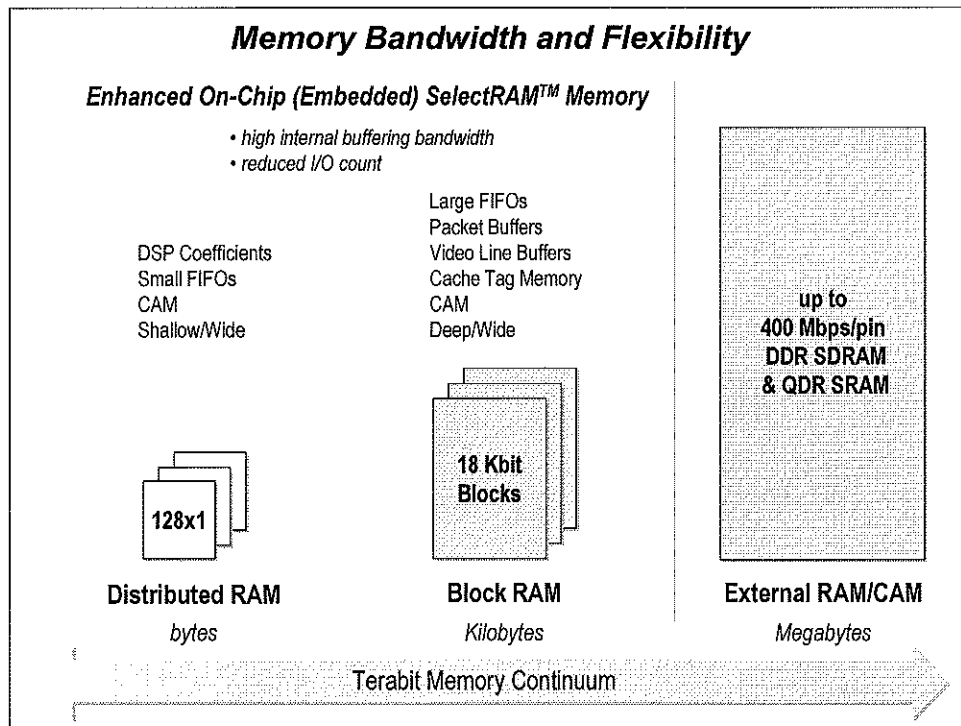 Memory Bandwidth and Flexibility
Enhanced On-Chip (Embedded) SelectRAM™ Memory
• high internal buffering bandwidth
• reduced I/O count
DSP Coefficients
Small FIFOs
CAM
Shallow/Wide
Large FIFOs
Packet Buffers
Video Line Buffers
Cache Tag Memory
CAM
Deep/Wide
128x1
18 Kbit
Blocks
up to
400 Mbps/pin
DDR SDRAM
& QDR SRAM
Distributed RAM
bytes
Block RAM
Kilobytes
External RAM/CAM
Megabytes
Terabit Memory Continuum